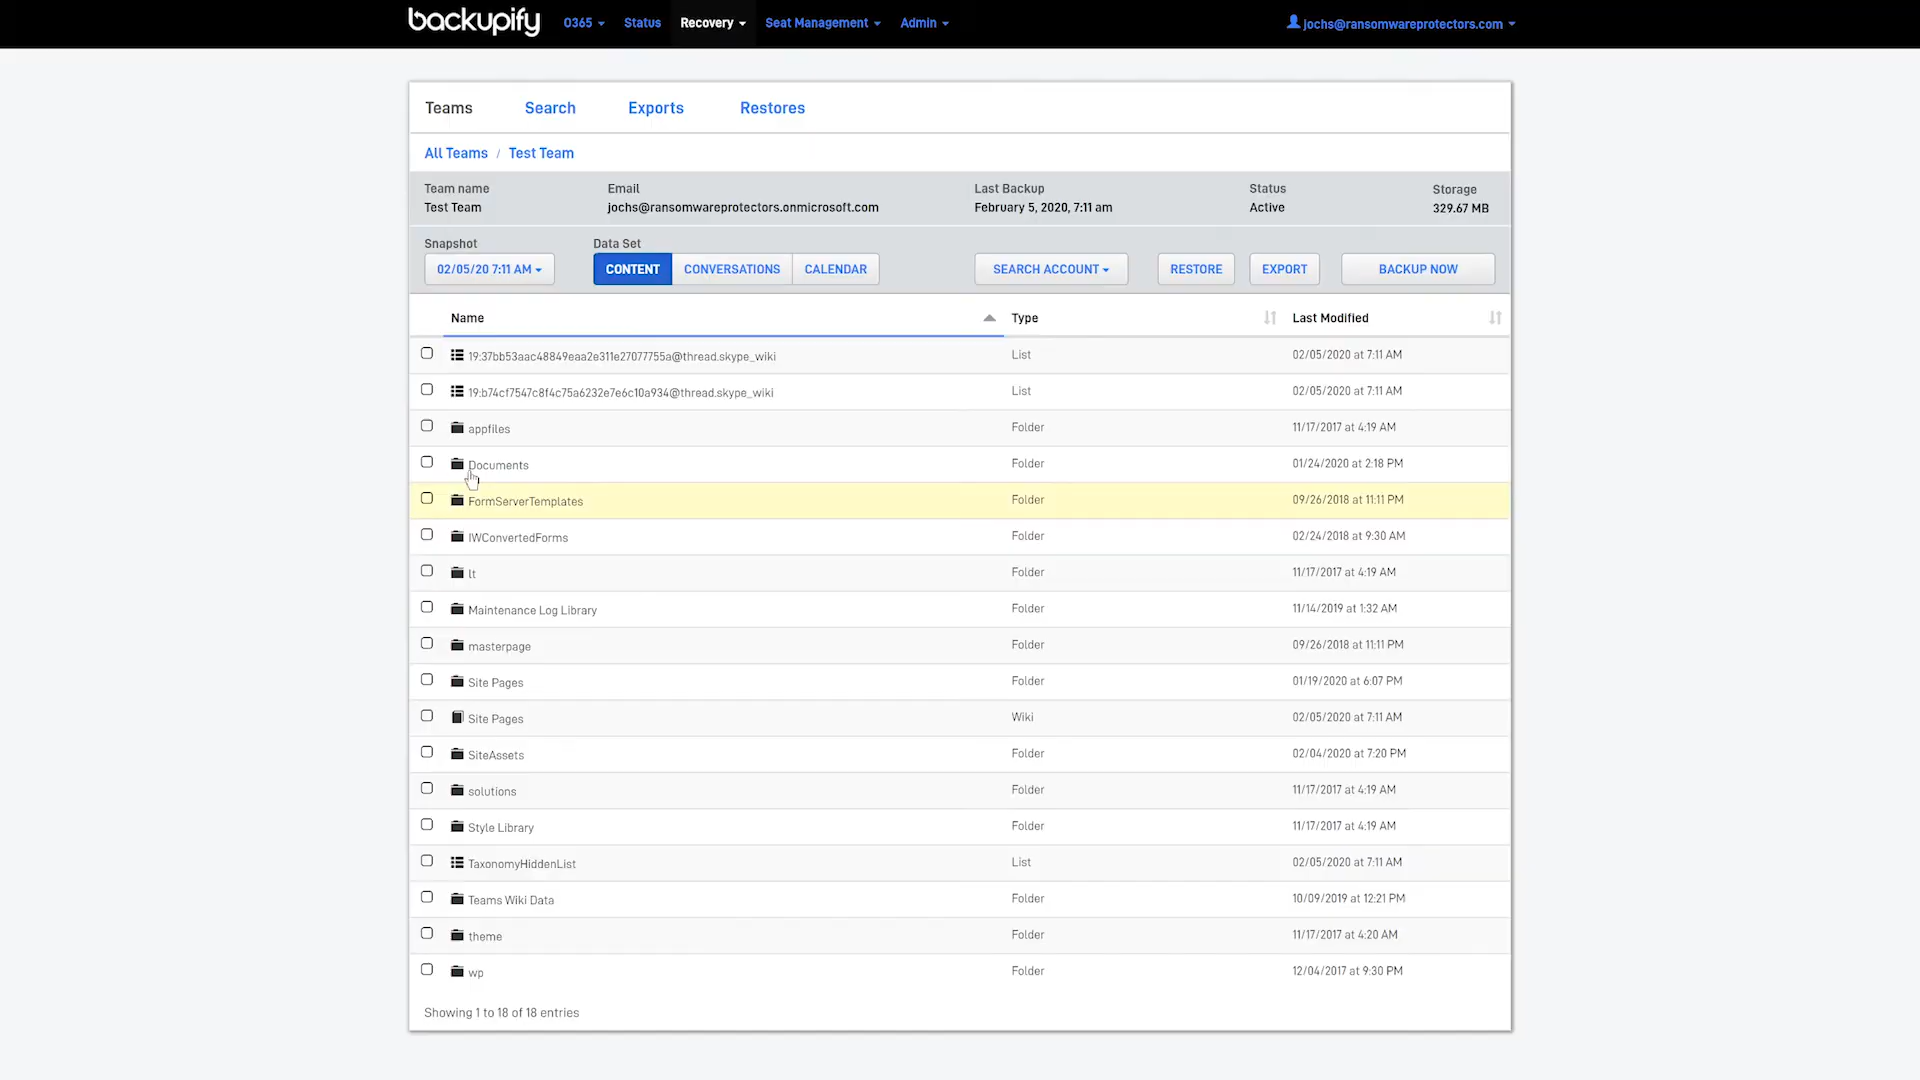 backupify O365 Status Recovery Seat Management Admin jochs@ransomwareprotectors.com
Teams Search Exports Restores
All Teams / Test Team
Team name Email Last Backup Status Storage
Test Team jochs@ransomwareprotectors.onmicrosoft.com February 5, 2020, 7:11 am Active 329.67 MB
Snapshot Data Set
02/05/20 7:11 AM CONTENT CONVERSATIONS CALENDAR SEARCH ACCOUNT RESTORE EXPORT BACKUP NOW
Name Type Last Modified
19:37bb53aac48849eaa2e311e27077755a@thread.skype_wiki List 02/05/2020 at 7:11 AM
19:b74cf7547c8f4c75a6232e7e6c10a934@thread.skype_wiki List 02/05/2020 at 7:11 AM
appfiles Folder 11/17/2017 at 4:19 AM
Documents Folder 01/24/2020 at 2:18 PM
FormServerTemplates Folder 09/26/2018 at 11:11 PM
IWConvertedForms Folder 02/24/2018 at 9:30 AM
lt Folder 11/17/2017 at 4:19 AM
Maintenance Log Library Folder 11/14/2019 at 1:32 AM
masterpage Folder 09/26/2018 at 11:11 PM
Site Pages Folder 01/19/2020 at 6:07 PM
Site Pages Wiki 02/05/2020 at 7:11 AM
SiteAssets Folder 02/04/2020 at 7:20 PM
solutions Folder 11/17/2017 at 4:19 AM
Style Library Folder 11/17/2017 at 4:19 AM
TaxonomyHiddenList List 02/05/2020 at 7:11 AM
Teams Wiki Data Folder 10/09/2019 at 12:21 PM
theme Folder 11/17/2017 at 4:20 AM
wp Folder 12/04/2017 at 9:30 PM
Showing 1 to 18 of 18 entries